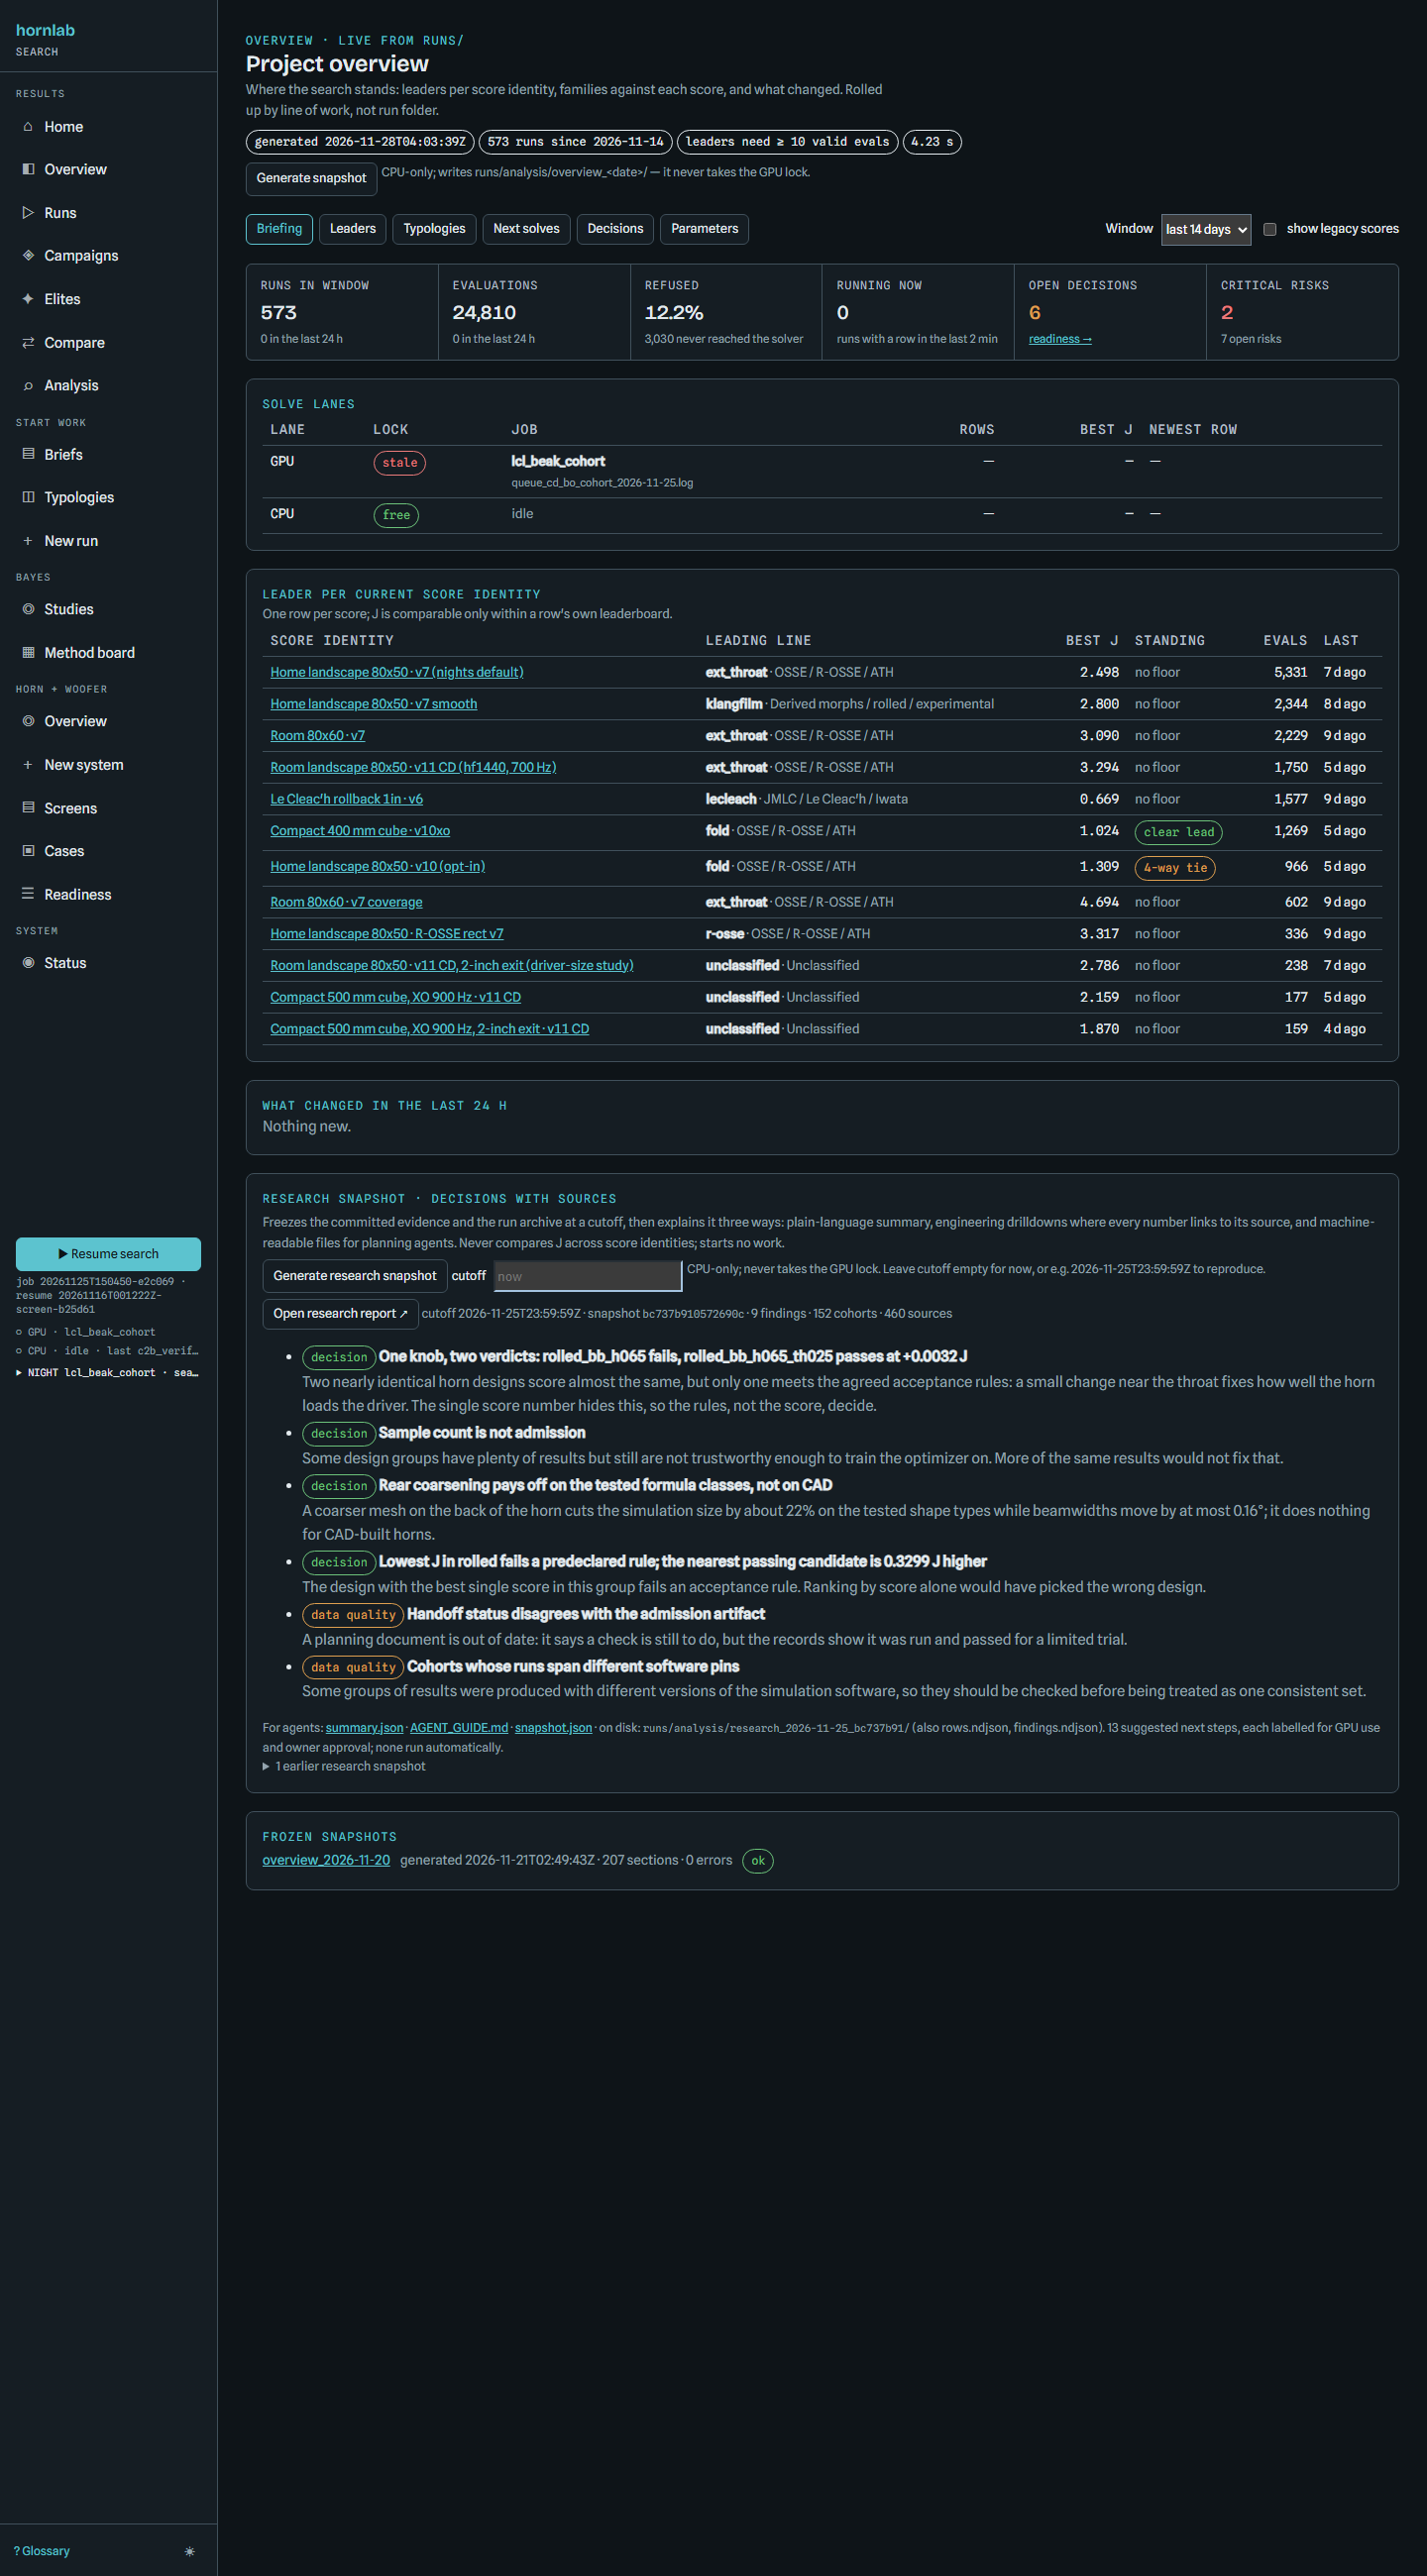 hornlab
SEARCH
RESULTS
Home
Overview
Runs
Campaigns
Elites
Compare
Analysis
START WORK
Briefs
Typologies
+ New run
BAYES
Studies
Method board
HORN + WOOFER
Overview
+ New system
Screens
Cases
Readiness
SYSTEM
Status
▶ Resume search
job 20261125T150450-e2c069 ·
resume 20261116T001222Z-
screen-b25d61
GPU · lcl_beak_cohort
CPU · idle · last c2b_verif…
▶ NIGHT lcl_beak_cohort · sea…
? Glossary
OVERVIEW · LIVE FROM RUNS/
Project overview
Where the search stands: leaders per score identity, families against each score, and what changed. Rolled
up by line of work, not run folder.
generated 2026-11-28T04:03:39Z 573 runs since 2026-11-14 leaders need ≥ 10 valid evals 4.23 s
Generate snapshot CPU-only; writes runs/analysis/overview_<date>/ — it never takes the GPU lock.
Briefing Leaders Typologies Next solves Decisions Parameters Window last 14 days show legacy scores
RUNS IN WINDOW EVALUATIONS REFUSED RUNNING NOW OPEN DECISIONS CRITICAL RISKS
573 24,810 12.2% 0 6 2
0 in the last 24 h 0 in the last 24 h 3,030 never reached the solver runs with a row in the last 2 min readiness → 7 open risks
SOLVE LANES
LANE LOCK JOB ROWS BEST J NEWEST ROW
GPU stale lcl_beak_cohort — — —
queue_cd_bo_cohort_2026-11-25.log
CPU free idle — — —
LEADER PER CURRENT SCORE IDENTITY
One row per score; J is comparable only within a row's own leaderboard.
SCORE IDENTITY LEADING LINE BEST J STANDING EVALS LAST
Home landscape 80x50 · v7 (nights default) ext_throat · OSSE / R-OSSE / ATH 2.498 no floor 5,331 7 d ago
Home landscape 80x50 · v7 smooth klangfilm · Derived morphs / rolled / experimental 2.800 no floor 2,344 8 d ago
Room 80x60 · v7 ext_throat · OSSE / R-OSSE / ATH 3.090 no floor 2,229 9 d ago
Room landscape 80x50 · v11 CD (hf1440, 700 Hz) ext_throat · OSSE / R-OSSE / ATH 3.294 no floor 1,750 5 d ago
Le Cleac'h rollback 1in · v6 lecleach · JMLC / Le Cleac'h / Iwata 0.669 no floor 1,577 9 d ago
Compact 400 mm cube · v10xo fold · OSSE / R-OSSE / ATH 1.024 clear lead 1,269 5 d ago
Home landscape 80x50 · v10 (opt-in) fold · OSSE / R-OSSE / ATH 1.309 4-way tie 966 5 d ago
Room 80x60 · v7 coverage ext_throat · OSSE / R-OSSE / ATH 4.694 no floor 602 9 d ago
Home landscape 80x50 · R-OSSE rect v7 r-osse · OSSE / R-OSSE / ATH 3.317 no floor 336 9 d ago
Room landscape 80x50 · v11 CD, 2-inch exit (driver-size study) unclassified · Unclassified 2.786 no floor 238 7 d ago
Compact 500 mm cube, XO 900 Hz · v11 CD unclassified · Unclassified 2.159 no floor 177 5 d ago
Compact 500 mm cube, XO 900 Hz, 2-inch exit · v11 CD unclassified · Unclassified 1.870 no floor 159 4 d ago
WHAT CHANGED IN THE LAST 24 H
Nothing new.
RESEARCH SNAPSHOT · DECISIONS WITH SOURCES
Freezes the committed evidence and the run archive at a cutoff, then explains it three ways: plain-language summary, engineering drilldowns where every number links to its source, and machine-
readable files for planning agents. Never compares J across score identities; starts no work.
Generate research snapshot cutoff now CPU-only; never takes the GPU lock. Leave cutoff empty for now, or e.g. 2026-11-25T23:59:59Z to reproduce.
Open research report ↗ cutoff 2026-11-25T23:59:59Z · snapshot bc737b910572690c · 9 findings · 152 cohorts · 460 sources
• decision One knob, two verdicts: rolled_bb_h065 fails, rolled_bb_h065_th025 passes at +0.0032 J
Two nearly identical horn designs score almost the same, but only one meets the agreed acceptance rules: a small change near the throat fixes how well the horn
loads the driver. The single score number hides this, so the rules, not the score, decide.
• decision Sample count is not admission
Some design groups have plenty of results but still are not trustworthy enough to train the optimizer on. More of the same results would not fix that.
• decision Rear coarsening pays off on the tested formula classes, not on CAD
A coarser mesh on the back of the horn cuts the simulation size by about 22% on the tested shape types while beamwidths move by at most 0.16°; it does nothing
for CAD-built horns.
• decision Lowest J in rolled fails a predeclared rule; the nearest passing candidate is 0.3299 J higher
The design with the best single score in this group fails an acceptance rule. Ranking by score alone would have picked the wrong design.
• data quality Handoff status disagrees with the admission artifact
A planning document is out of date: it says a check is still to do, but the records show it was run and passed for a limited trial.
• data quality Cohorts whose runs span different software pins
Some groups of results were produced with different versions of the simulation software, so they should be checked before being treated as one consistent set.
For agents: summary.json · AGENT_GUIDE.md · snapshot.json · on disk: runs/analysis/research_2026-11-25_bc737b91/ (also rows.ndjson, findings.ndjson). 13 suggested next steps, each labelled for GPU use
and owner approval; none run automatically.
▶ 1 earlier research snapshot
FROZEN SNAPSHOTS
overview_2026-11-20 generated 2026-11-21T02:49:43Z · 207 sections · 0 errors ok